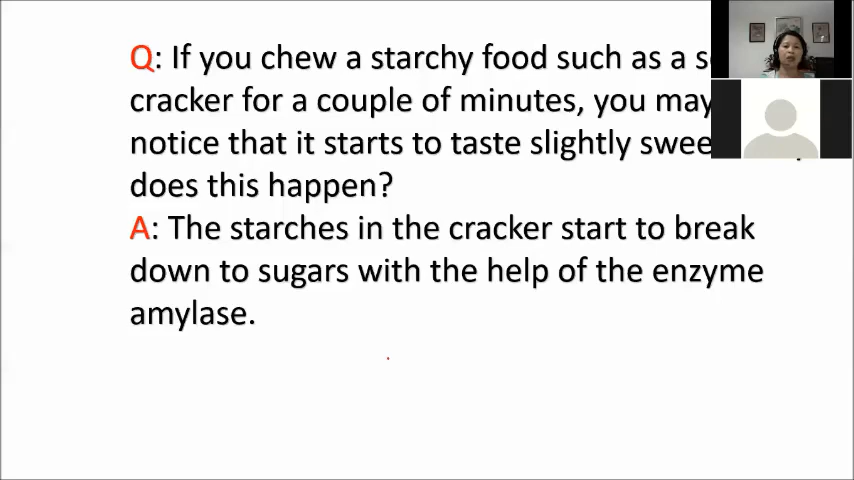 Q: If you chew a starchy food such as a
cracker for a couple of minutes, you may
notice that it starts to taste slightly
does this happen?
A: The starches in the cracker start to break
down to sugars with the help of the enzyme
amylase.